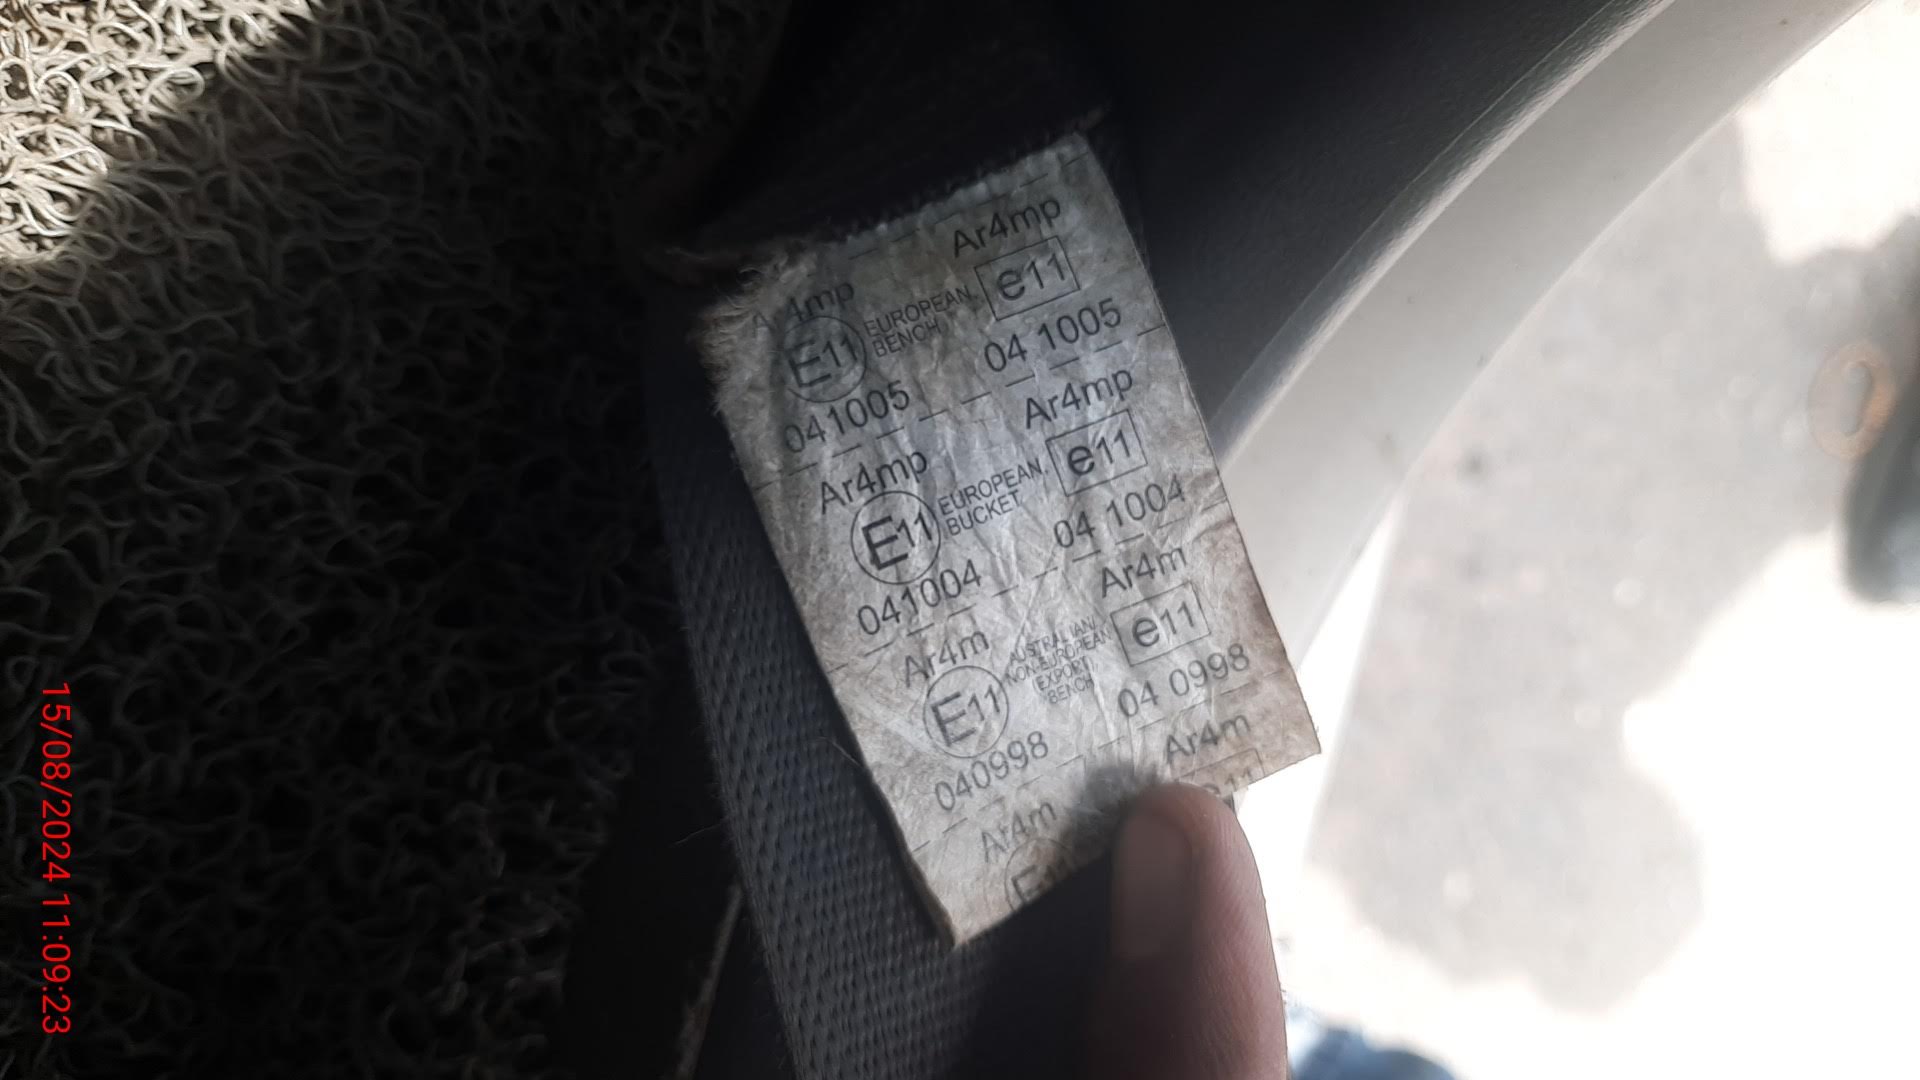 Ar4mp
E11
EUROPEAN,
BENCH
041005
Ar4mp
e11
04 1005
Ar4mp
E11
EUROPEAN,
BUCKET
041004
Ar4mp
e11
04 1004
Ar4m
E11
AUSTRALIAN/
NON-EUROPEAN
(EXPORT),
BENCH
040998
Ar4m
e11
04 0998
Ar4m
Ar4m
15/08/2024 11:09:23